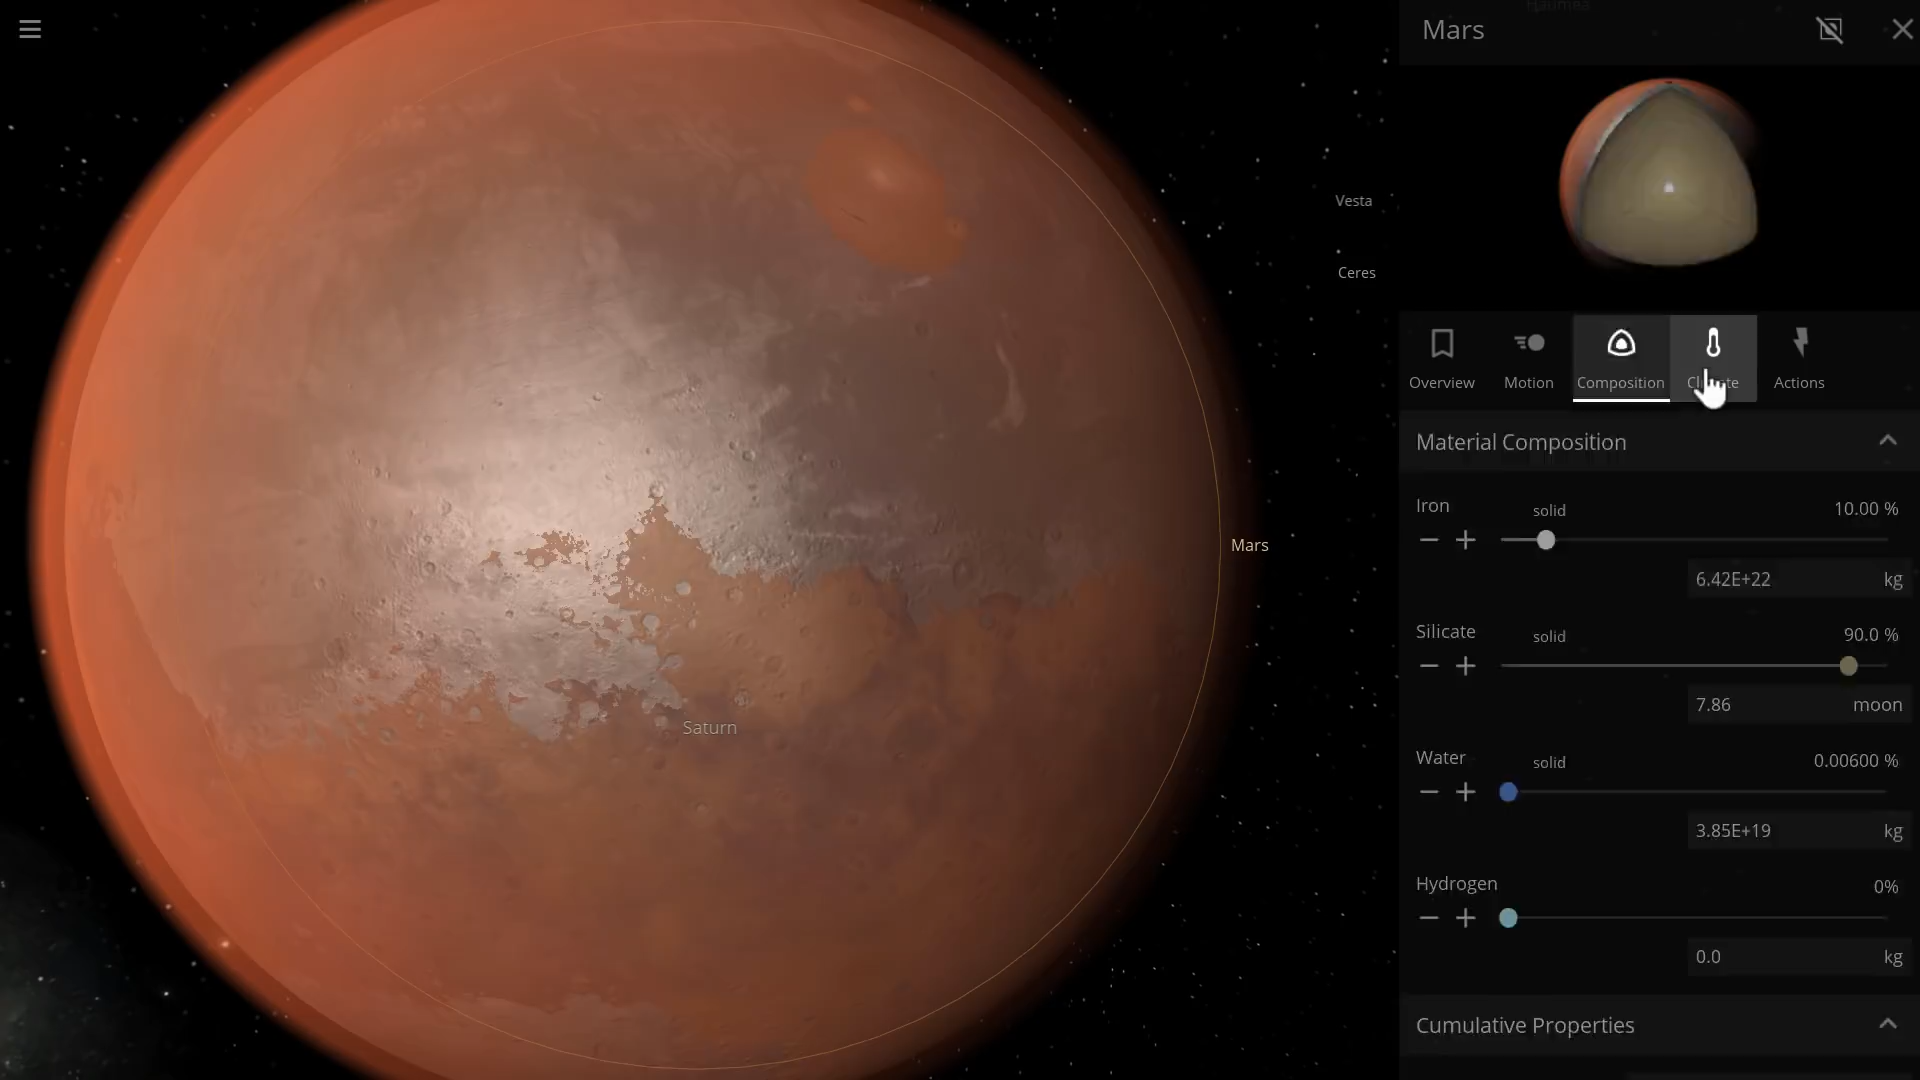 Haumea
Mars
Vesta
Ceres
Mars
Saturn
Overview
Motion
Composition
Climate
Actions
Material Composition
Iron
solid
10.00 %
6.42E+22 kg
Silicate
solid
90.0 %
7.86 moon
Water
solid
0.00600 %
3.85E+19 kg
Hydrogen
0%
0.0 kg
Cumulative Properties